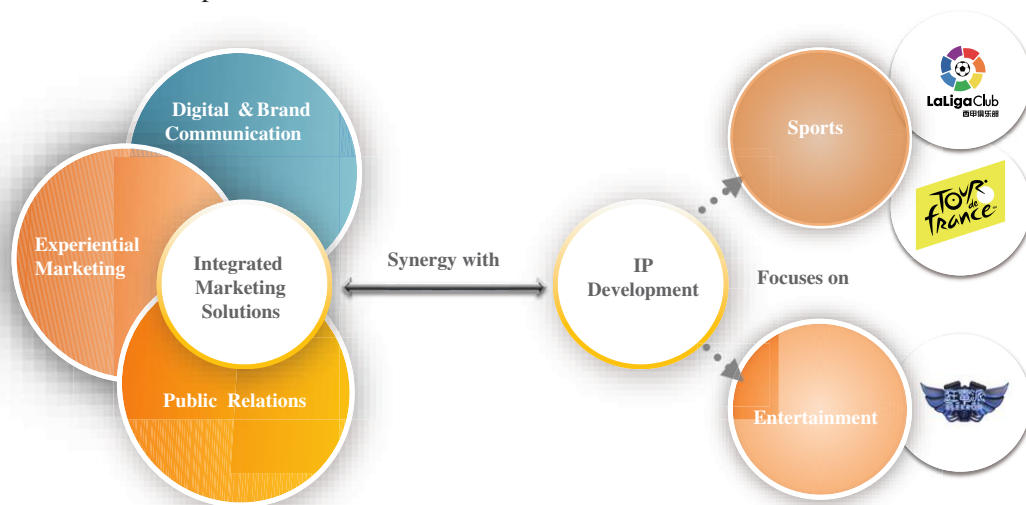 Digital & Brand
Communication
Experiential
Marketing
Integrated
Marketing
Solutions
Public Relations
Synergy with
IP
Development
Focuses on
Sports
Entertainment
LaLigaClub
西甲俱乐部
TOUR
de
france